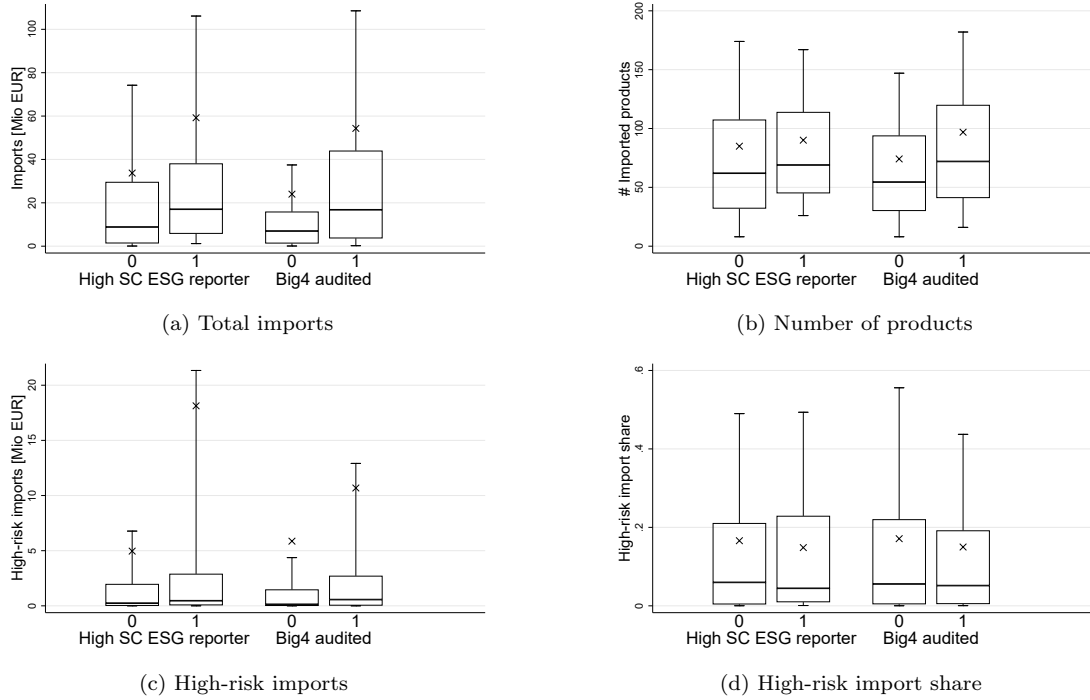 Imports [Mio EUR]
100
80
60
40
20
0
0 1 0 1
High SC ESG reporter Big4 audited
(a) Total imports
# Imported products
200
150
100
50
0
0 1 0 1
High SC ESG reporter Big4 audited
(b) Number of products
High-risk imports [Mio EUR]
20
15
10
5
0
0 1 0 1
High SC ESG reporter Big4 audited
(c) High-risk imports
High-risk import share
.6
.4
.2
0
0 1 0 1
High SC ESG reporter Big4 audited
(d) High-risk import share